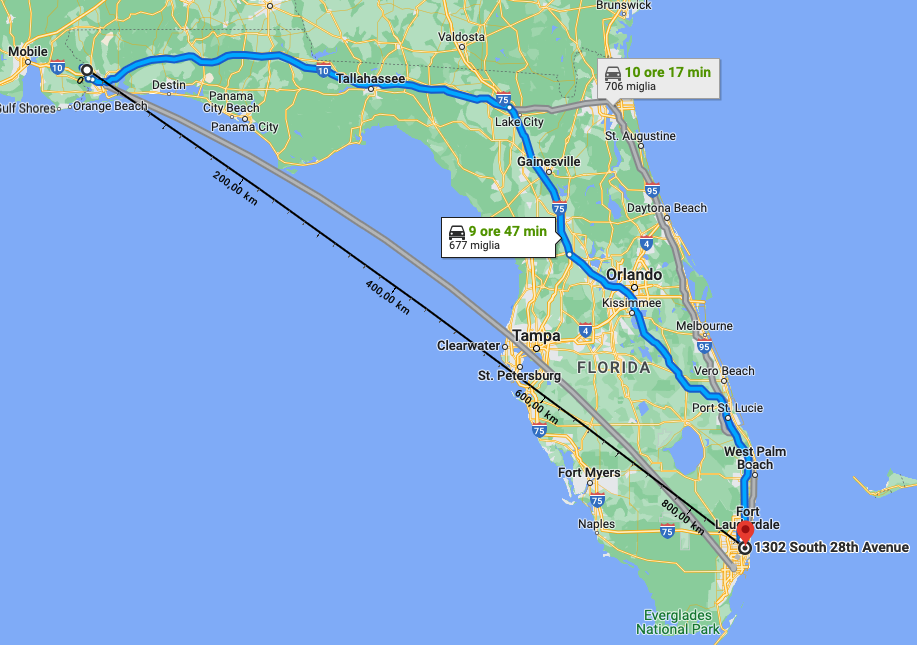 Brunswick
Valdosta
Mobile
10
10
Tallahassee
10 ore 17 min
706 miglia
Destin
Panama
City Beach
75
Gulf Shores
Orange Beach
Lake City
Panama City
St. Augustine
Gainesville
200,00 km
95
75
Daytona Beach
9 ore 47 min
677 miglia
4
Orlando
400,00 km
Kissimmee
4
Melbourne
Tampa
Clearwater
95
FLORIDA
St. Petersburg
Vero Beach
600,00 km
Port St. Lucie
75
West Palm
Beach
Fort Myers
75
800,00 km
Fort
Lauderdale
Naples
75
1302 South 28th Avenue
Everglades
National Park